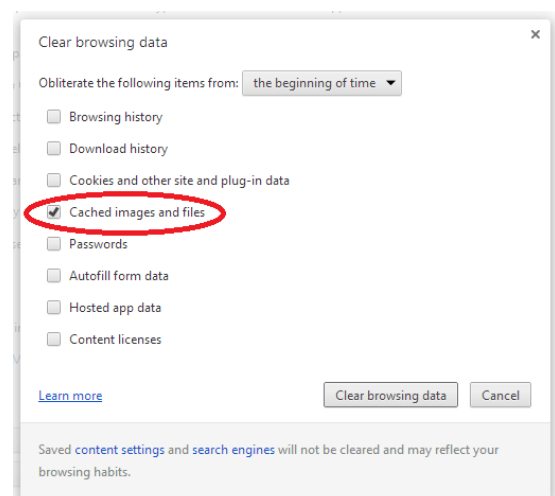 Clear browsing data
Obliterate the following items from: the beginning of time
Browsing history
Download history
Cookies and other site and plug-in data
Cached images and files
Passwords
Autofill form data
Hosted app data
Content licenses
Learn more Clear browsing data Cancel
Saved content settings and search engines will not be cleared and may reflect your
browsing habits.